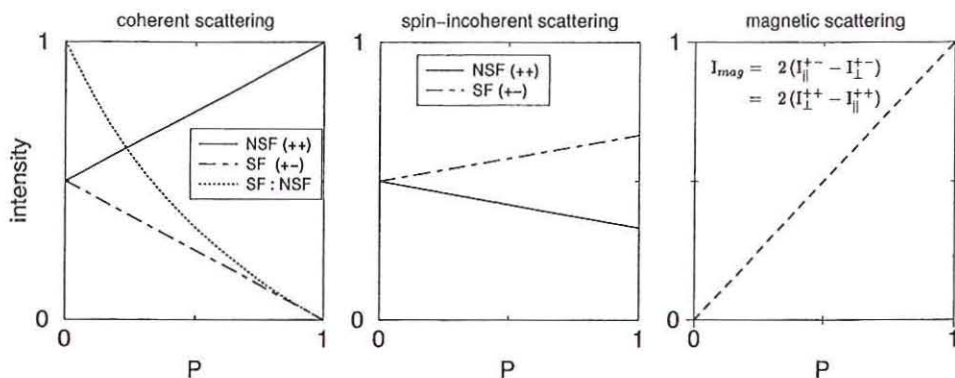 coherent scattering
1
intensity
NSF (++)
SF (+-)
SF : NSF
0
0
1
P
spin-incoherent scattering
1
NSF (++)
SF (+-)
0
0
1
P
magnetic scattering
1
I_mag = 2 (I_∥^{+-} − I_⊥^{+-})
= 2 (I_⊥^{++} − I_∥^{++})
0
0
1
P